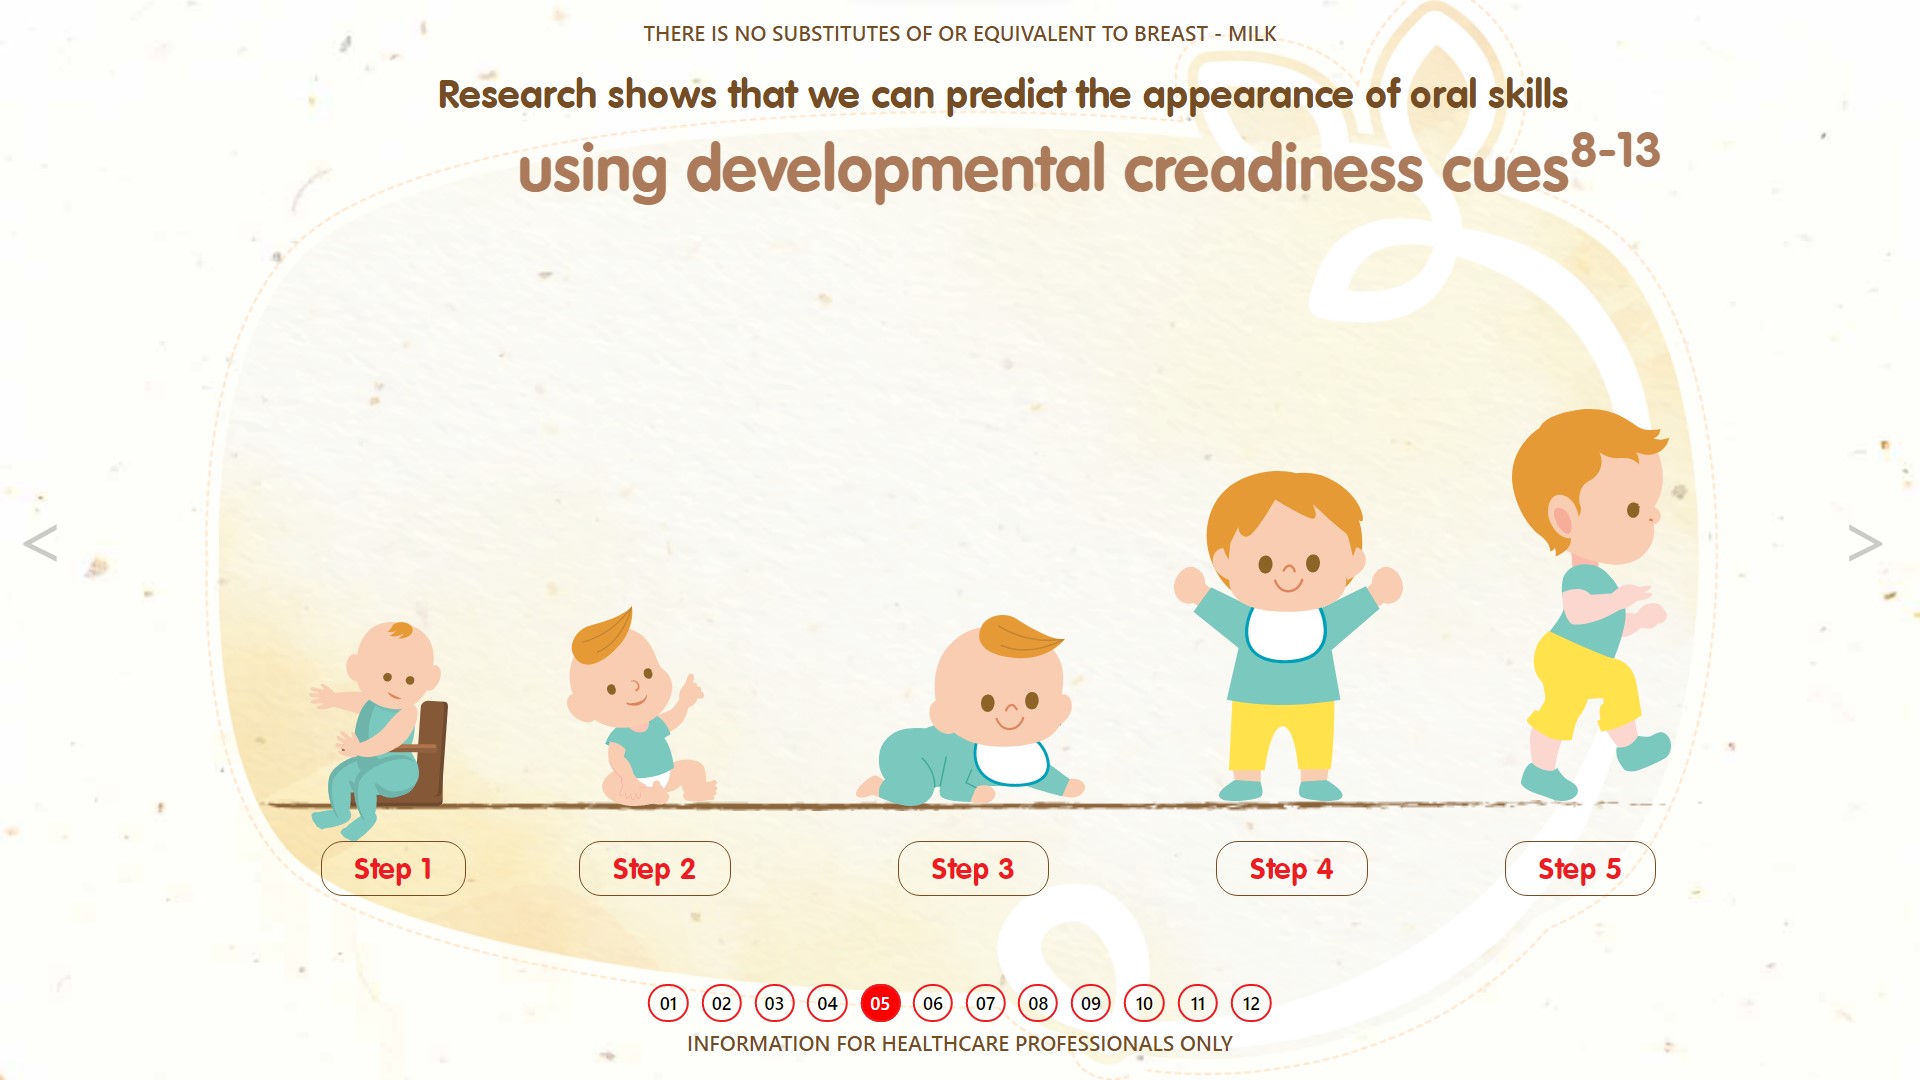 THERE IS NO SUBSTITUTES OF OR EQUIVALENT TO BREAST - MILK
Research shows that we can predict the appearance of oral skills
using developmental creadiness cues8-13
<
>
Step 1
Step 2
Step 3
Step 4
Step 5
01 02 03 04 05 06 07 08 09 10 11 12
INFORMATION FOR HEALTHCARE PROFESSIONALS ONLY